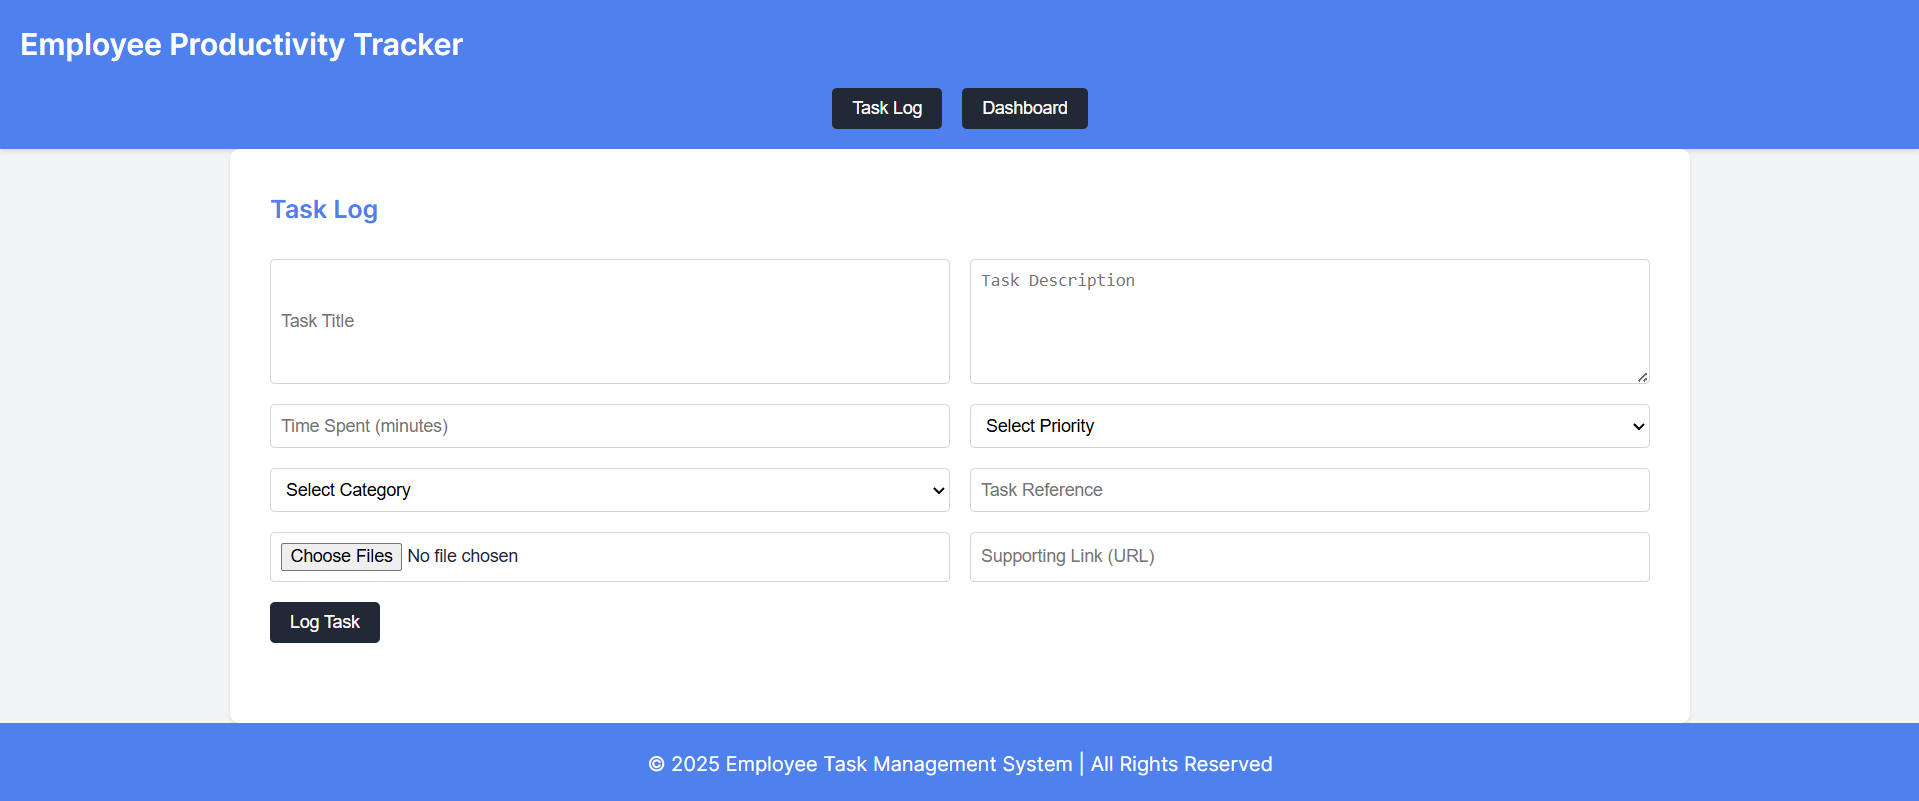 Employee Productivity Tracker
Task Log
Dashboard
Task Log
Task Title
Task Description
Time Spent (minutes)
Select Priority
Select Category
Task Reference
Choose Files No file chosen
Supporting Link (URL)
Log Task
© 2025 Employee Task Management System | All Rights Reserved